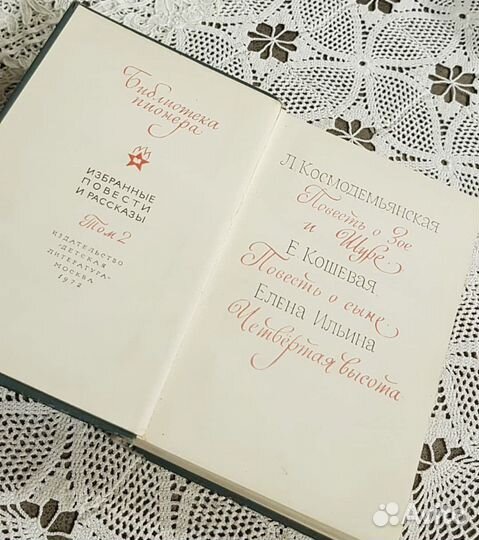 Библиотека
пионера
ИЗБРАННЫЕ
ПОВЕСТИ
И РАССКАЗЫ
Том 2
ИЗДАТЕЛЬСТВО
"ДЕТСКАЯ
ЛИТЕРАТУРА"
МОСКВА
1972
Л. Космодемьянская
Повесть о Зое
и Шуре
Е. Кошевая
Повесть о сыне
Елена Ильина
Четвёртая высота
Avito